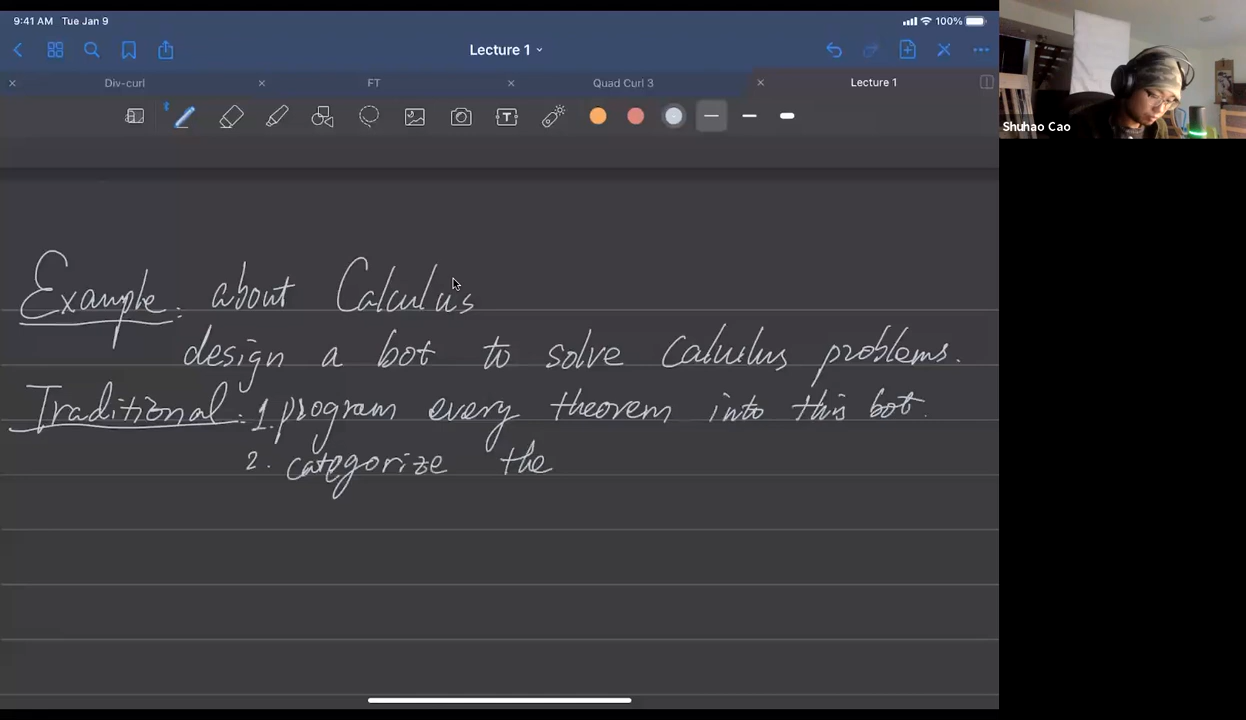 9:41 AM Tue Jan 9
100%
Lecture 1
Div-curl
FT
Quad Curl 3
Lecture 1
Shuhao Cao
Example: about Calculus
design a bot to solve Calculus problems.
Traditional: 1. program every theorem into this bot.
2. categorize the